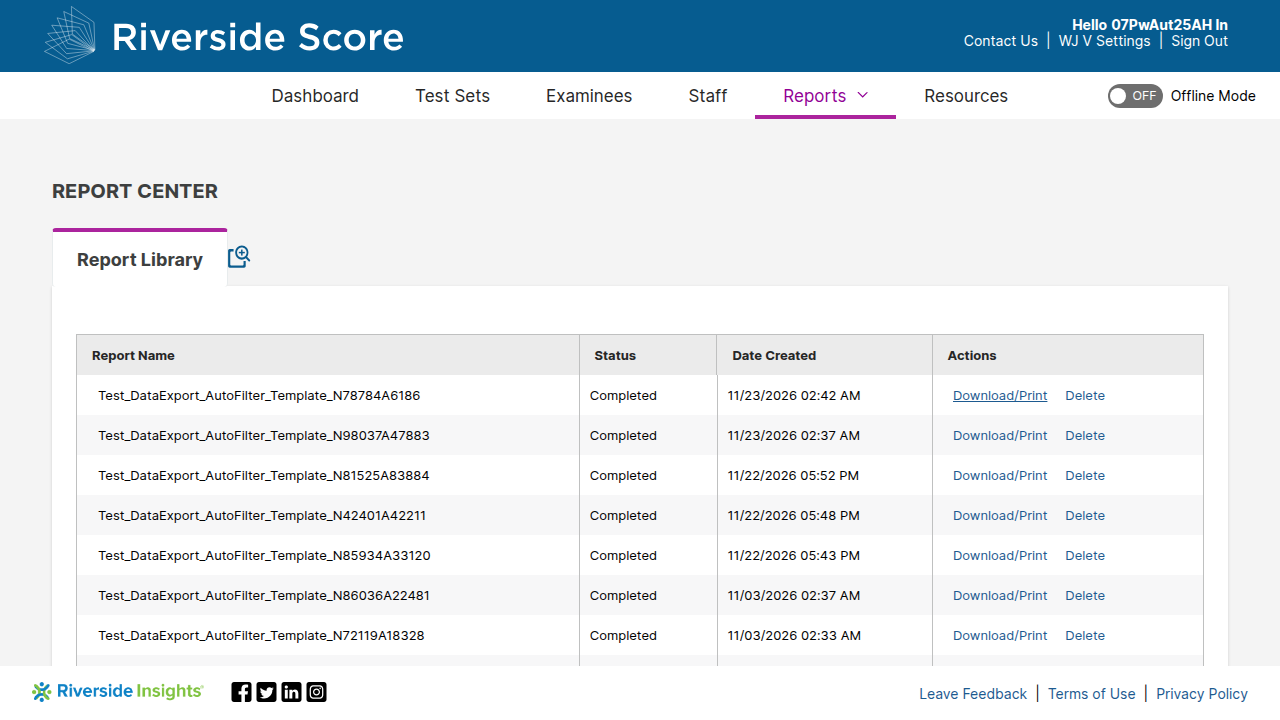 Riverside Score
Hello 07PwAut25AH In
Contact Us | WJ V Settings | Sign Out
Dashboard Test Sets Examinees Staff Reports Resources OFF Offline Mode
REPORT CENTER
Report Library
Report Name Status Date Created Actions
Test_DataExport_AutoFilter_Template_N78784A6186 Completed 11/23/2026 02:42 AM Download/Print Delete
Test_DataExport_AutoFilter_Template_N98037A47883 Completed 11/23/2026 02:37 AM Download/Print Delete
Test_DataExport_AutoFilter_Template_N81525A83884 Completed 11/22/2026 05:52 PM Download/Print Delete
Test_DataExport_AutoFilter_Template_N42401A42211 Completed 11/22/2026 05:48 PM Download/Print Delete
Test_DataExport_AutoFilter_Template_N85934A33120 Completed 11/22/2026 05:43 PM Download/Print Delete
Test_DataExport_AutoFilter_Template_N86036A22481 Completed 11/03/2026 02:37 AM Download/Print Delete
Test_DataExport_AutoFilter_Template_N72119A18328 Completed 11/03/2026 02:33 AM Download/Print Delete
Riverside Insights
Leave Feedback | Terms of Use | Privacy Policy